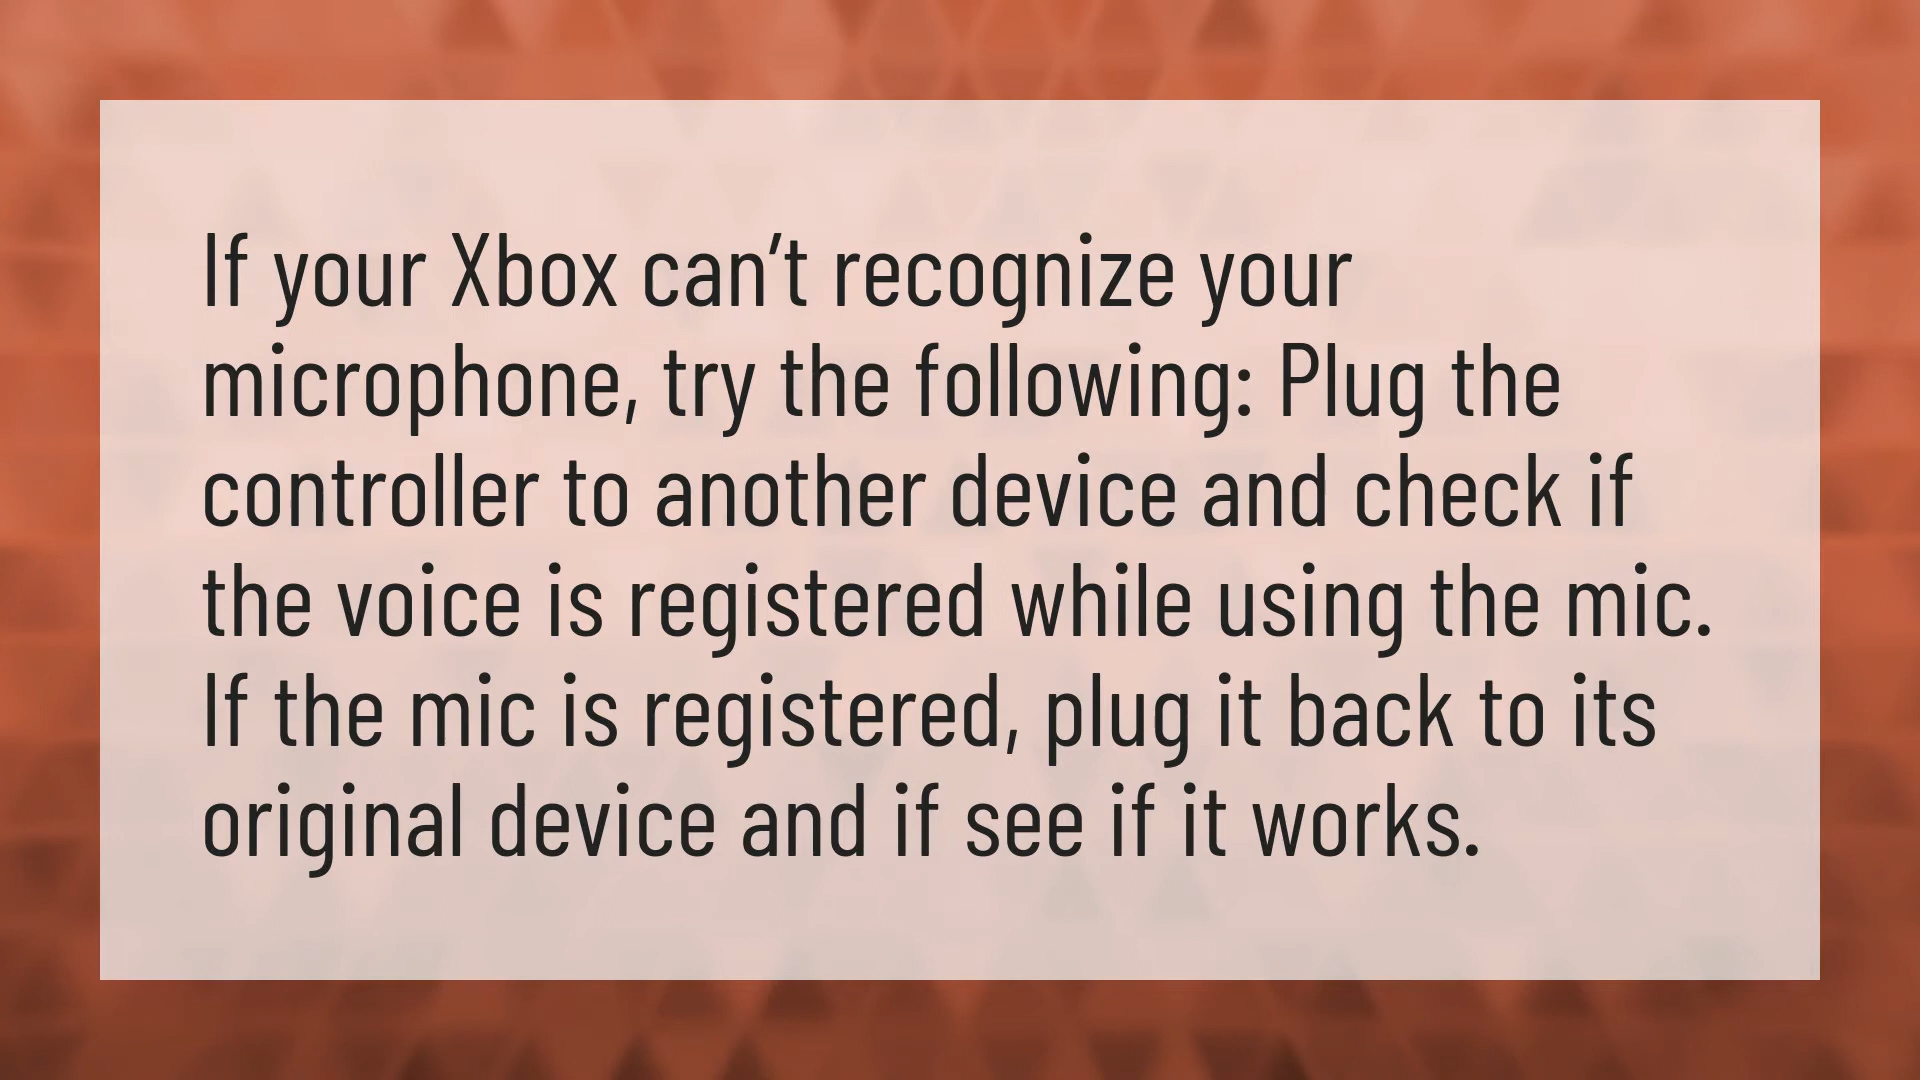 If your Xbox can’t recognize your
microphone, try the following: Plug the
controller to another device and check if
the voice is registered while using the mic.
If the mic is registered, plug it back to its
original device and if see if it works.